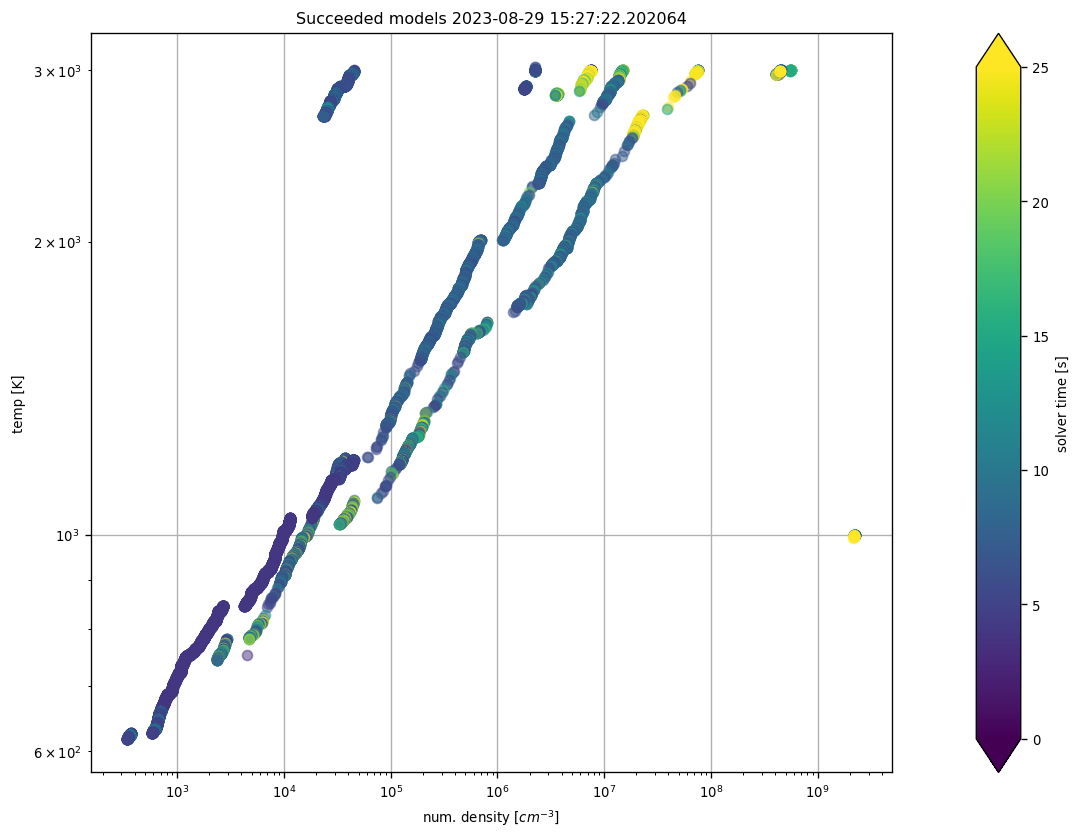 Succeeded models 2023-08-29 15:27:22.202064
3 × 10³
2 × 10³
10³
6 × 10²
temp [K]
10³ 10⁴ 10⁵ 10⁶ 10⁷ 10⁸ 10⁹
num. density [cm⁻³]
25
20
15
10
5
0
solver time [s]